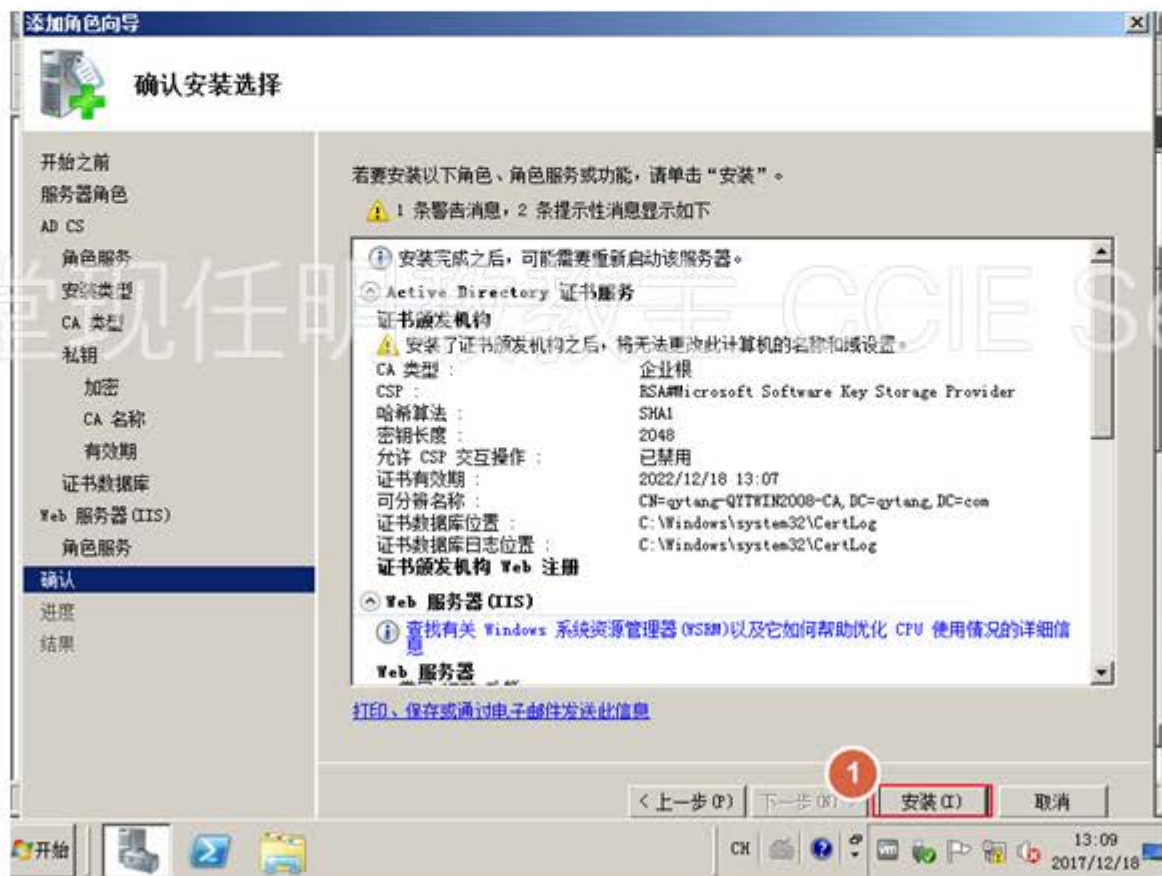 添加角色向导
确认安装选择
开始之前
服务器角色
AD CS
角色服务
安装类型
CA 类型
私钥
加密
CA 名称
有效期
证书数据库
Web 服务器(IIS)
角色服务
确认
进度
结果
若要安装以下角色、角色服务或功能，请单击“安装”。
1 条警告消息，2 条提示性消息显示如下
安装完成之后，可能需要重新启动该服务器。
Active Directory 证书服务
证书颁发机构
安装了证书颁发机构之后，将无法更改此计算机的名称和域设置。
CA 类型 : 企业根
CSP : RSA#Microsoft Software Key Storage Provider
哈希算法 : SHA1
密钥长度 : 2048
允许 CSP 交互操作 : 已禁用
证书有效期 : 2022/12/18 13:07
可分辨名称 : CN=qytang-QYTWIN2008-CA,DC=qytang,DC=com
证书数据库位置 : C:\Windows\system32\CertLog
证书数据库日志位置 : C:\Windows\system32\CertLog
证书颁发机构 Web 注册
Web 服务器(IIS)
查找有关 Windows 系统资源管理器(WSRM)以及它如何帮助优化 CPU 使用情况的详细信
息
Web 服务器
打印、保存或通过电子邮件发送此信息
1
< 上一步(P)
下一步(N)
安装(I)
取消
开始
CH
13:09
2017/12/18
堂现任明教教主 CCIE Se